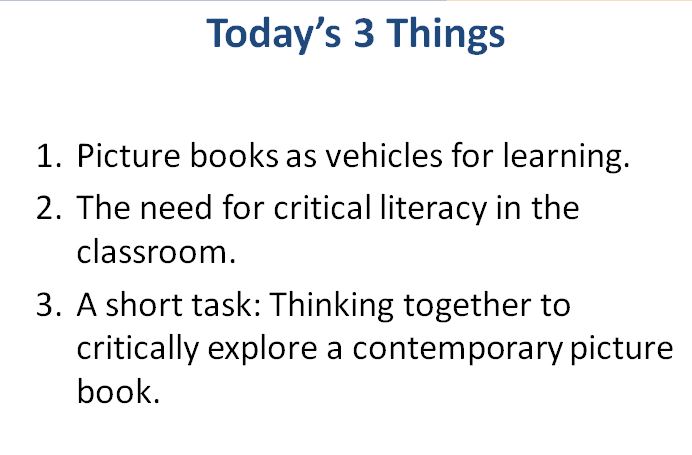 Today’s 3 Things
1. Picture books as vehicles for learning.
2. The need for critical literacy in the
classroom.
3. A short task: Thinking together to
critically explore a contemporary picture
book.